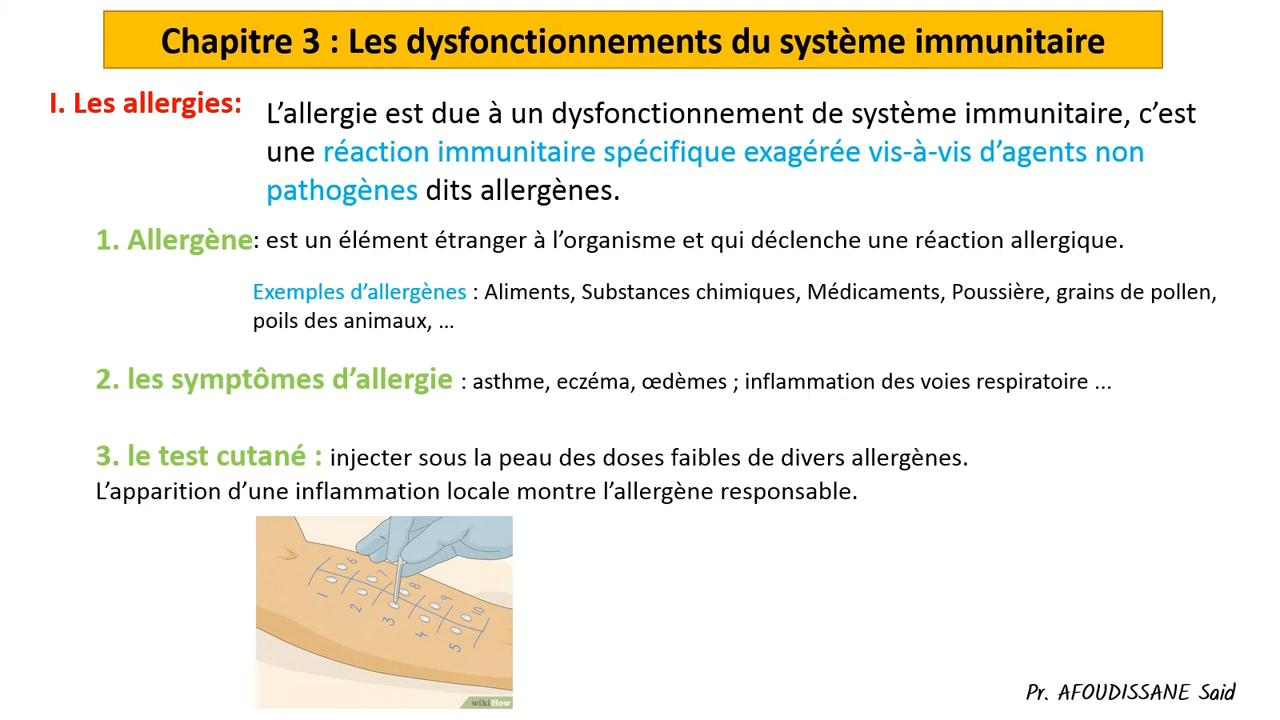 Chapitre 3 : Les dysfonctionnements du système immunitaire
I. Les allergies:
L’allergie est due à un dysfonctionnement de système immunitaire, c’est
une réaction immunitaire spécifique exagérée vis-à-vis d’agents non
pathogènes dits allergènes.
1. Allergène: est un élément étranger à l’organisme et qui déclenche une réaction allergique.
Exemples d’allergènes : Aliments, Substances chimiques, Médicaments, Poussière, grains de pollen,
poils des animaux, ...
2. les symptômes d’allergie : asthme, eczéma, œdèmes ; inflammation des voies respiratoire ...
3. le test cutané : injecter sous la peau des doses faibles de divers allergènes.
L’apparition d’une inflammation locale montre l’allergène responsable.
6 7 8 9 10
1 2 3 4 5
wikiHow
Pr. AFOUDISSANE Said